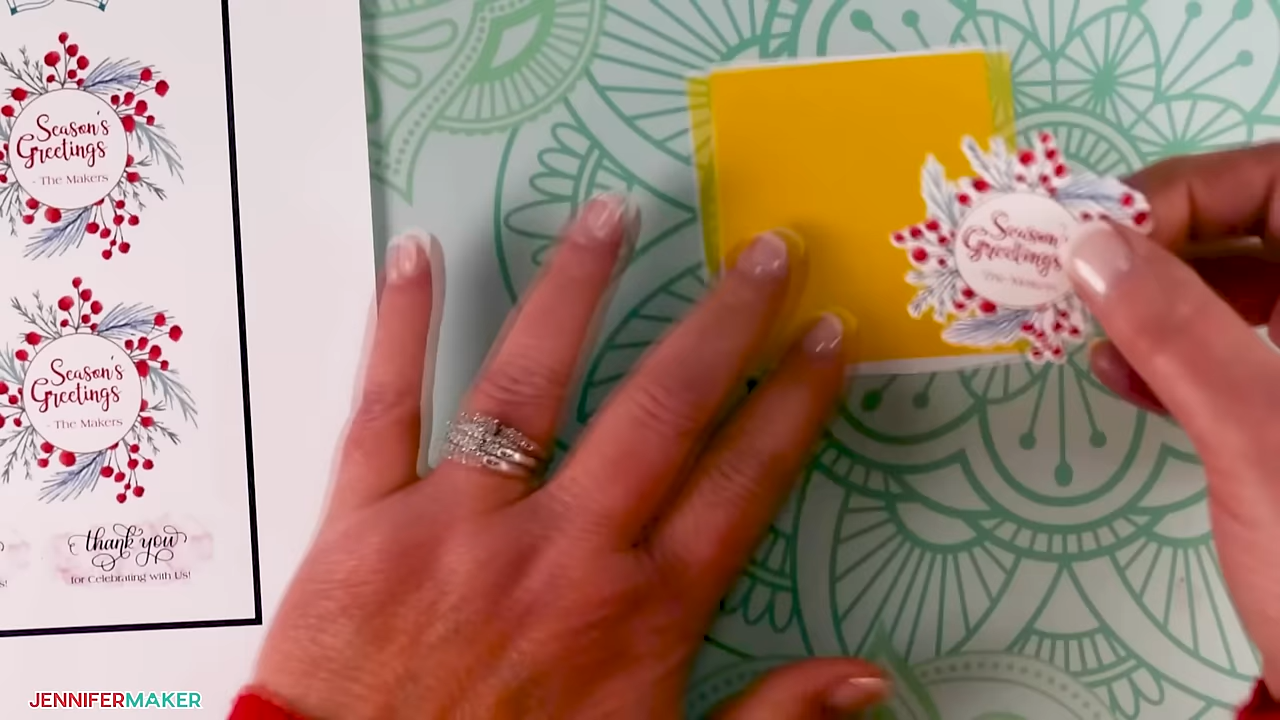 Season's
Greetings
- The Makers
Season's
Greetings
- The Makers
thank you
for Celebrating with Us!
Season
Greetings
JENNIFERMAKER